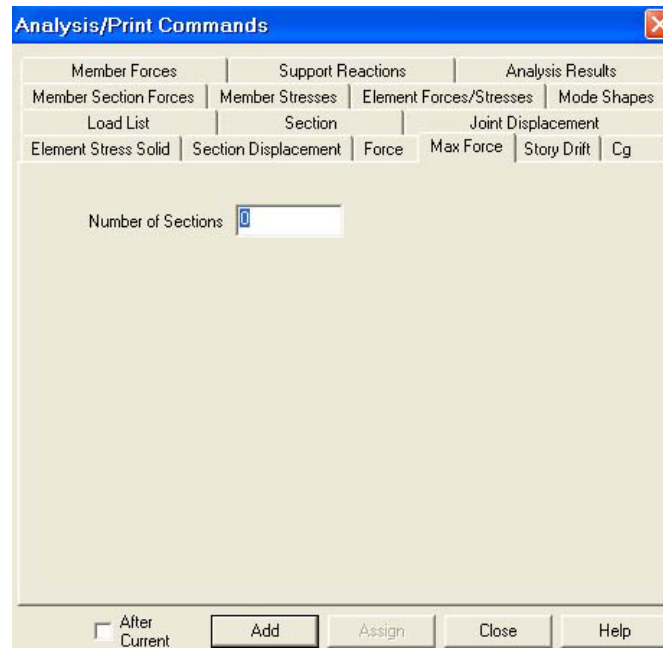 Analysis/Print Commands
Member Forces Support Reactions Analysis Results
Member Section Forces Member Stresses Element Forces/Stresses Mode Shapes
Load List Section Joint Displacement
Element Stress Solid Section Displacement Force Max Force Story Drift Cg
Number of Sections 0
After
Current
Add Assign Close Help